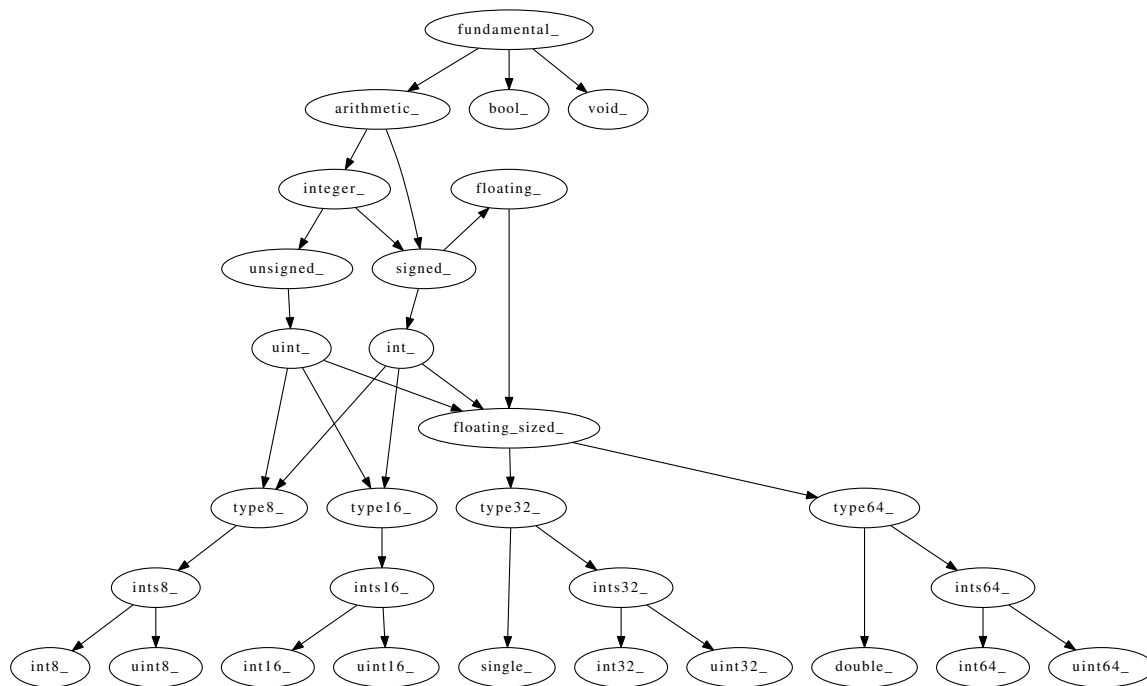 fundamental_
arithmetic_
bool_
void_
integer_
floating_
unsigned_
signed_
uint_
int_
floating_sized_
type8_
type16_
type32_
type64_
ints8_
ints16_
ints32_
ints64_
int8_
uint8_
int16_
uint16_
single_
int32_
uint32_
double_
int64_
uint64_